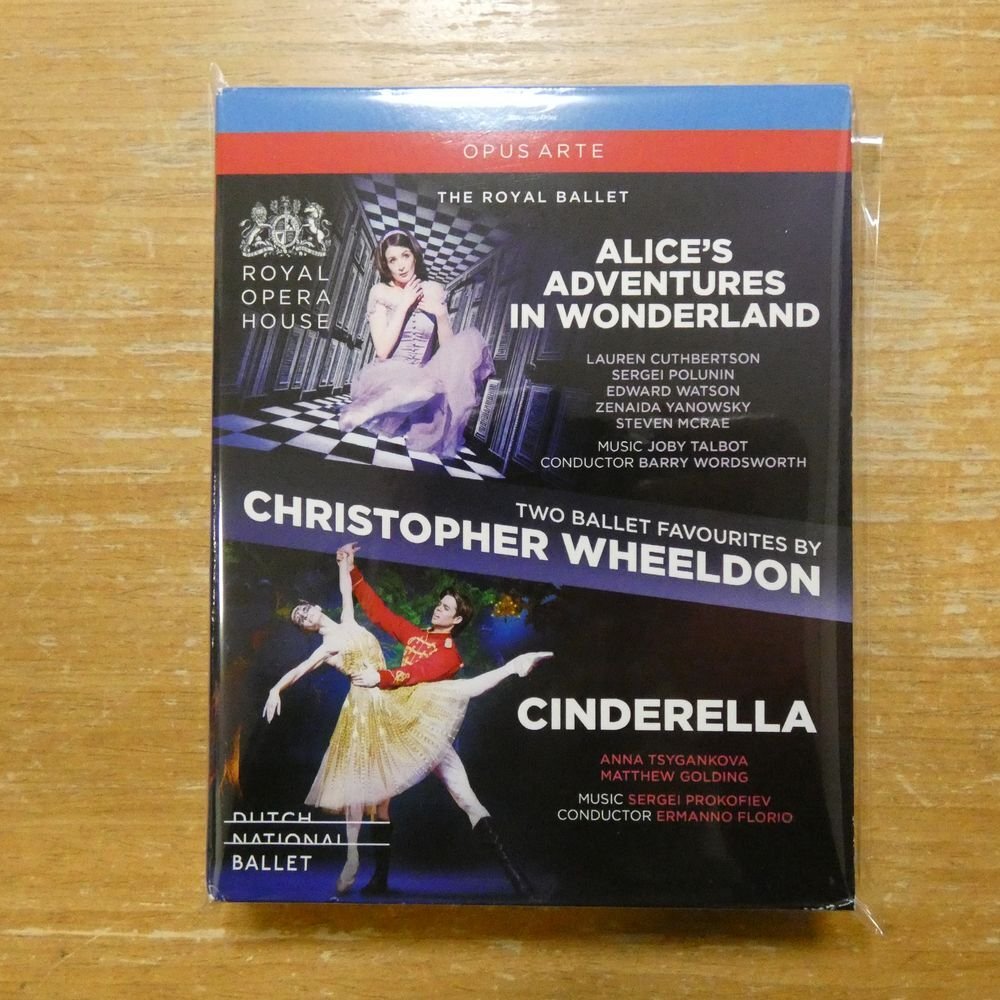 OPUS ARTE
THE ROYAL BALLET
ROYAL
OPERA
HOUSE
ALICE'S
ADVENTURES
IN WONDERLAND
LAUREN CUTHBERTSON
SERGEI POLUNIN
EDWARD WATSON
ZENAIDA YANOWSKY
STEVEN MCRAE
MUSIC JOBY TALBOT
CONDUCTOR BARRY WORDSWORTH
TWO BALLET FAVOURITES BY
CHRISTOPHER WHEELDON
CINDERELLA
ANNA TSYGANKOVA
MATTHEW GOLDING
MUSIC SERGEI PROKOFIEV
CONDUCTOR ERMANNO FLORIO
DUTCH
NATIONAL
BALLET